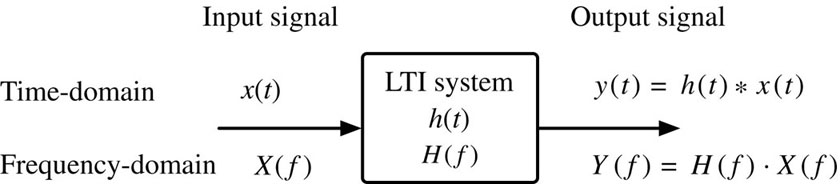 Input signal Output signal
Time-domain x(t) LTI system y(t) = h(t) * x(t)
h(t)
Frequency-domain X(f) H(f) Y(f) = H(f) · X(f)